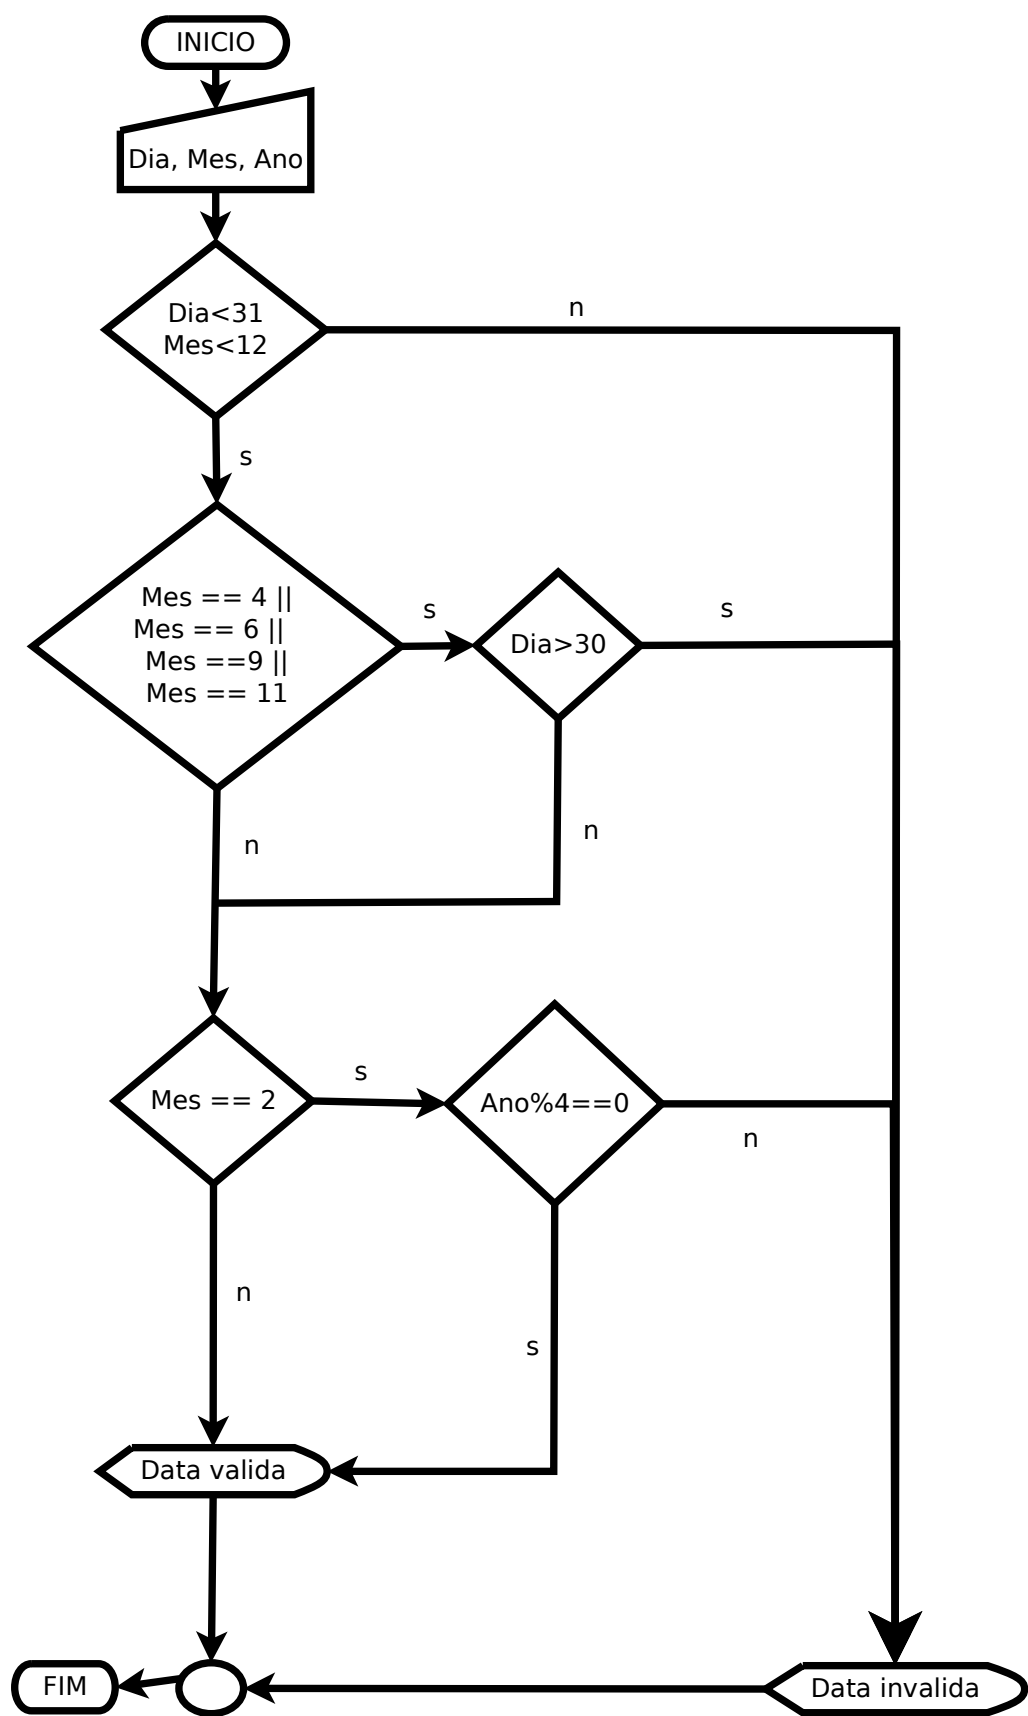 INICIO
Dia, Mes, Ano
Dia<31
Mes<12
n
s
Mes == 4 ||
Mes == 6 ||
Mes ==9 ||
Mes == 11
s
Dia>30
s
n
n
Mes == 2
s
Ano%4==0
n
n
s
Data valida
FIM
Data invalida